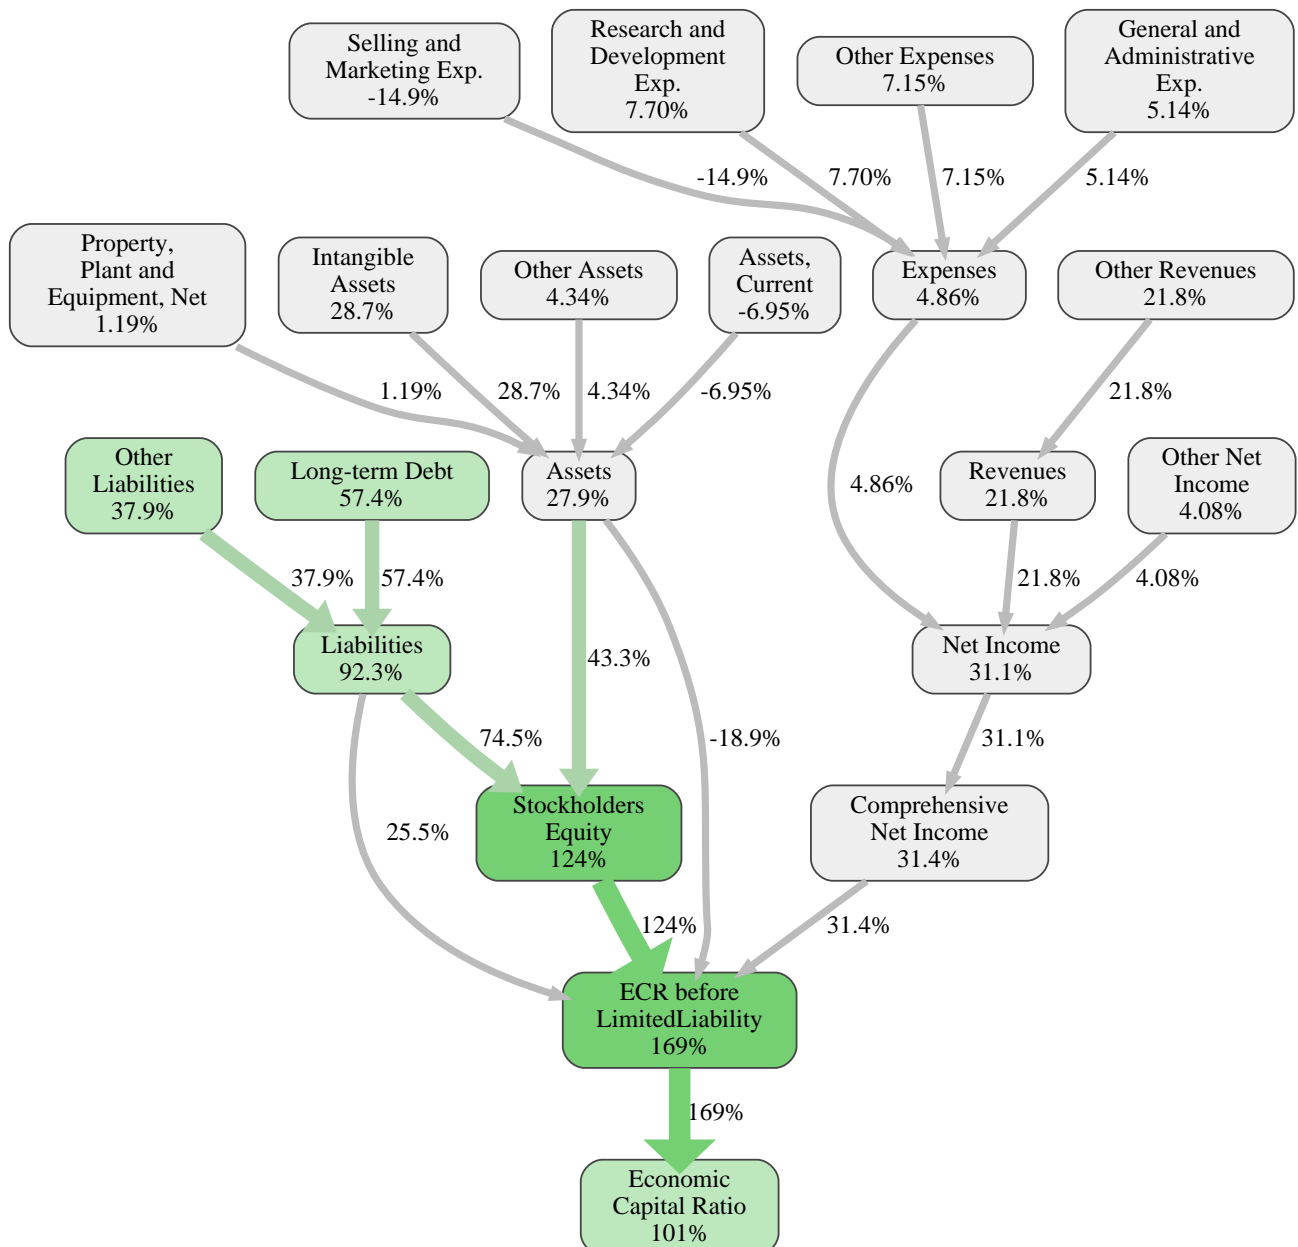 Selling and
Marketing Exp.
-14.9%
Research and
Development
Exp.
7.70%
Other Expenses
7.15%
General and
Administrative
Exp.
5.14%
-14.9%
7.70%
7.15%
5.14%
Property,
Plant and
Equipment, Net
1.19%
Intangible
Assets
28.7%
Other Assets
4.34%
Assets,
Current
-6.95%
Expenses
4.86%
Other Revenues
21.8%
1.19%
28.7%
4.34%
-6.95%
21.8%
Other
Liabilities
37.9%
Long-term Debt
57.4%
Assets
27.9%
4.86%
Revenues
21.8%
Other Net
Income
4.08%
37.9%
57.4%
21.8%
4.08%
Liabilities
92.3%
43.3%
Net Income
31.1%
74.5%
-18.9%
31.1%
25.5%
Stockholders
Equity
124%
Comprehensive
Net Income
31.4%
124%
31.4%
ECR before
LimitedLiability
169%
169%
Economic
Capital Ratio
101%